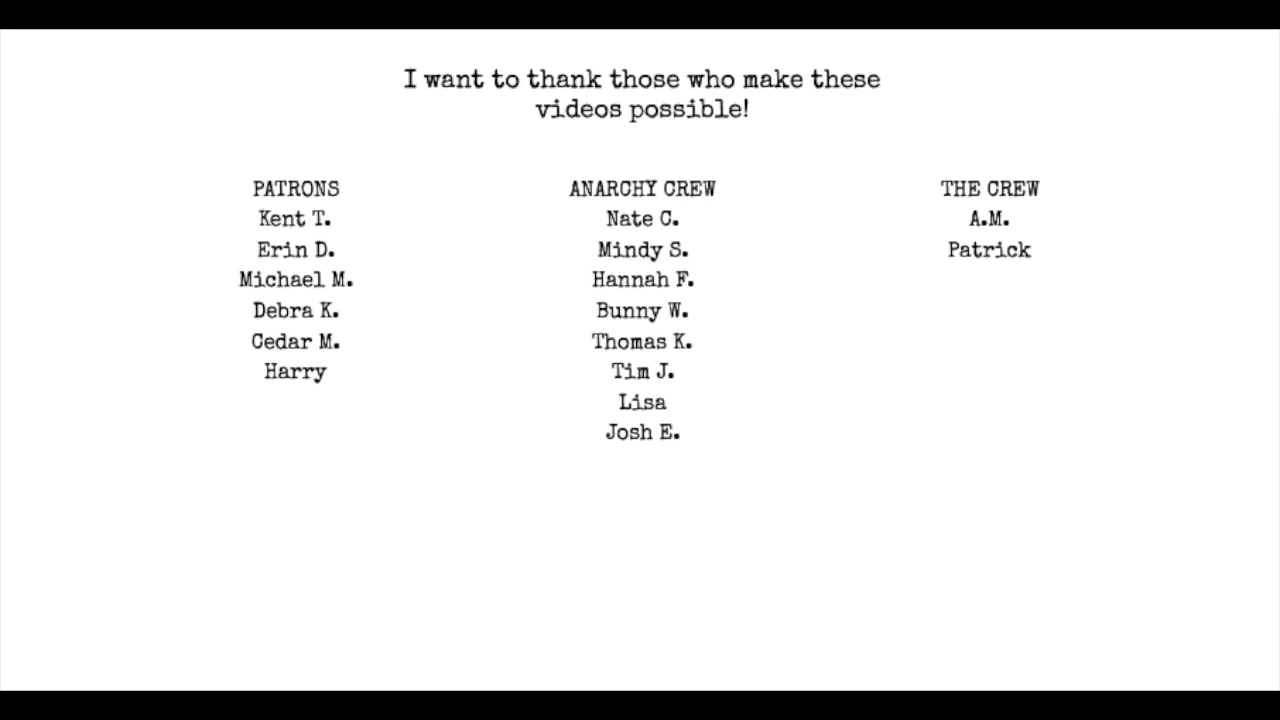 I want to thank those who make these
videos possible!
PATRONS
Kent T.
Erin D.
Michael M.
Debra K.
Cedar M.
Harry
ANARCHY CREW
Nate C.
Mindy S.
Hannah F.
Bunny W.
Thomas K.
Tim J.
Lisa
Josh E.
THE CREW
A.M.
Patrick